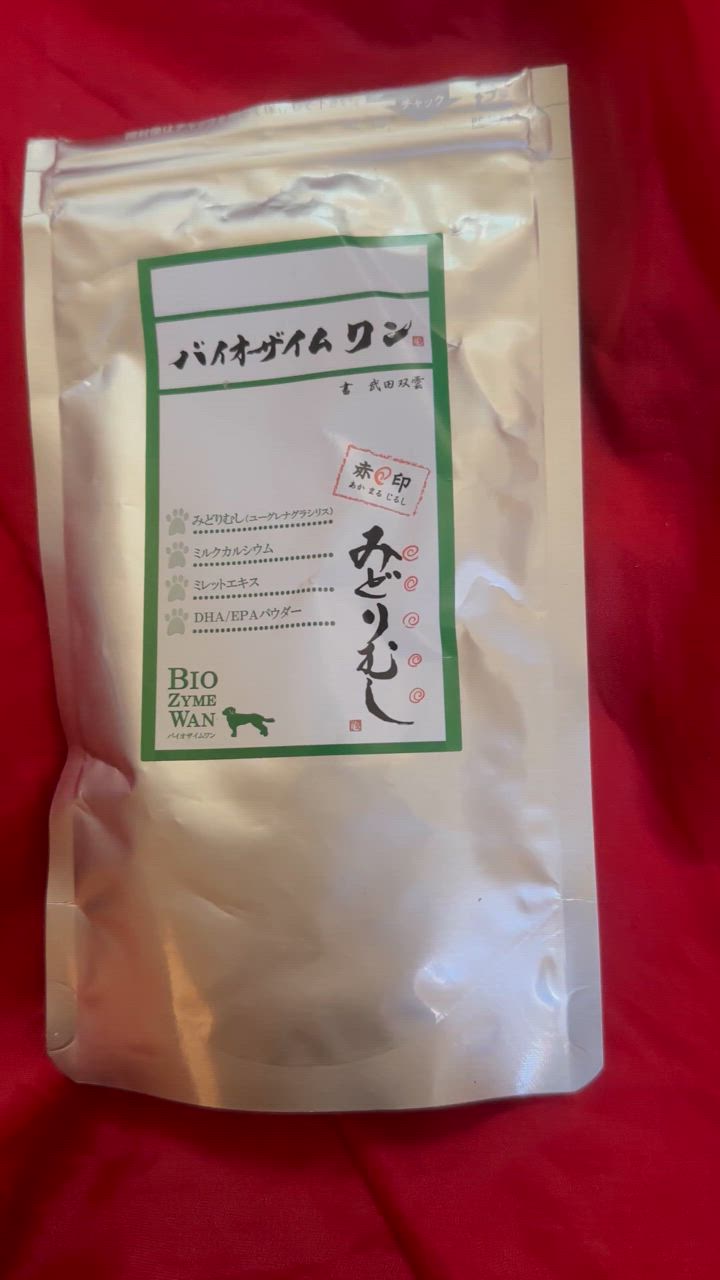 チャック
バイオーザイム ワン
書 武田双雲
赤 印
あか まる じるし
みどりむし(ユーグレナグラシリス)
ミルクカルシウム
ミレットエキス
DHA/EPAパウダー
みどりむし
BIO
ZYME
WAN
バイオザイムワン